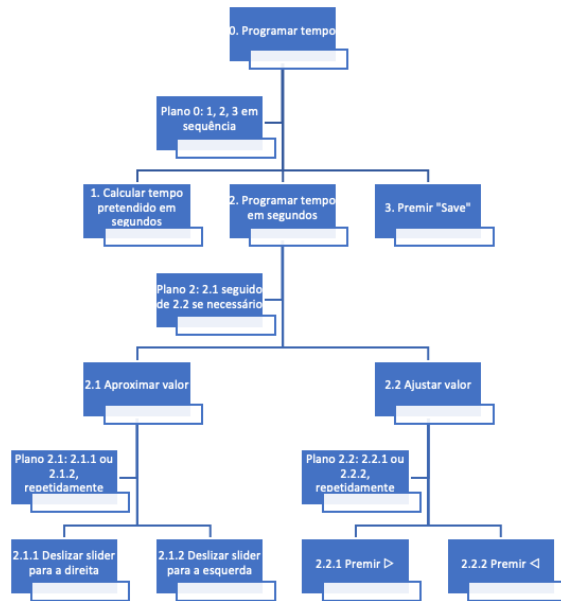 0. Programar tempo
Plano 0: 1, 2, 3 em
sequência
1. Calcular tempo
pretendido em
segundos
2. Programar tempo
em segundos
3. Premir "Save"
Plano 2: 2.1 seguido
de 2.2 se necessário
2.1 Aproximar valor
2.2 Ajustar valor
Plano 2.1: 2.1.1 ou
2.1.2,
repetidamente
Plano 2.2: 2.2.1 ou
2.2.2,
repetidamente
2.1.1 Deslizar slider
para a direita
2.1.2 Deslizar slider
para a esquerda
2.2.1 Premir ▷
2.2.2 Premir ◁